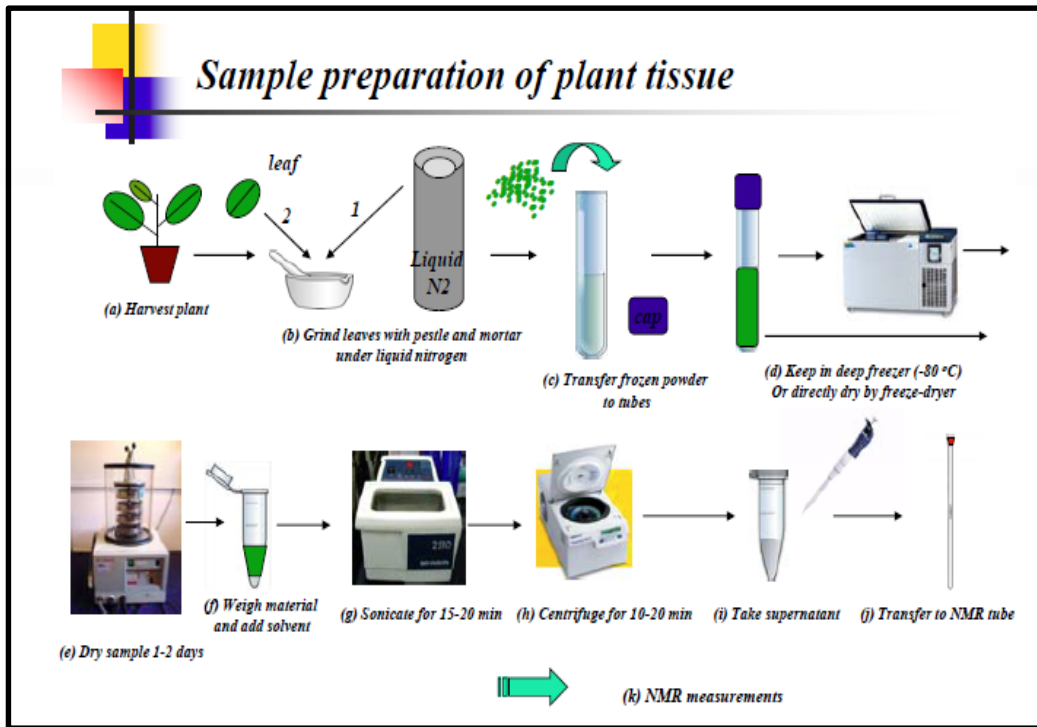 Sample preparation of plant tissue
leaf
2
1
Liquid
N2
cap
(a) Harvest plant
(b) Grind leaves with pestle and mortar
under liquid nitrogen
(c) Transfer frozen powder
to tubes
(d) Keep in deep freezer (-80 °C)
Or directly dry by freeze-dryer
2510
(e) Dry sample 1-2 days
(f) Weigh material
and add solvent
(g) Sonicate for 15-20 min
(h) Centrifuge for 10-20 min
(i) Take supernatant
(j) Transfer to NMR tube
(k) NMR measurements